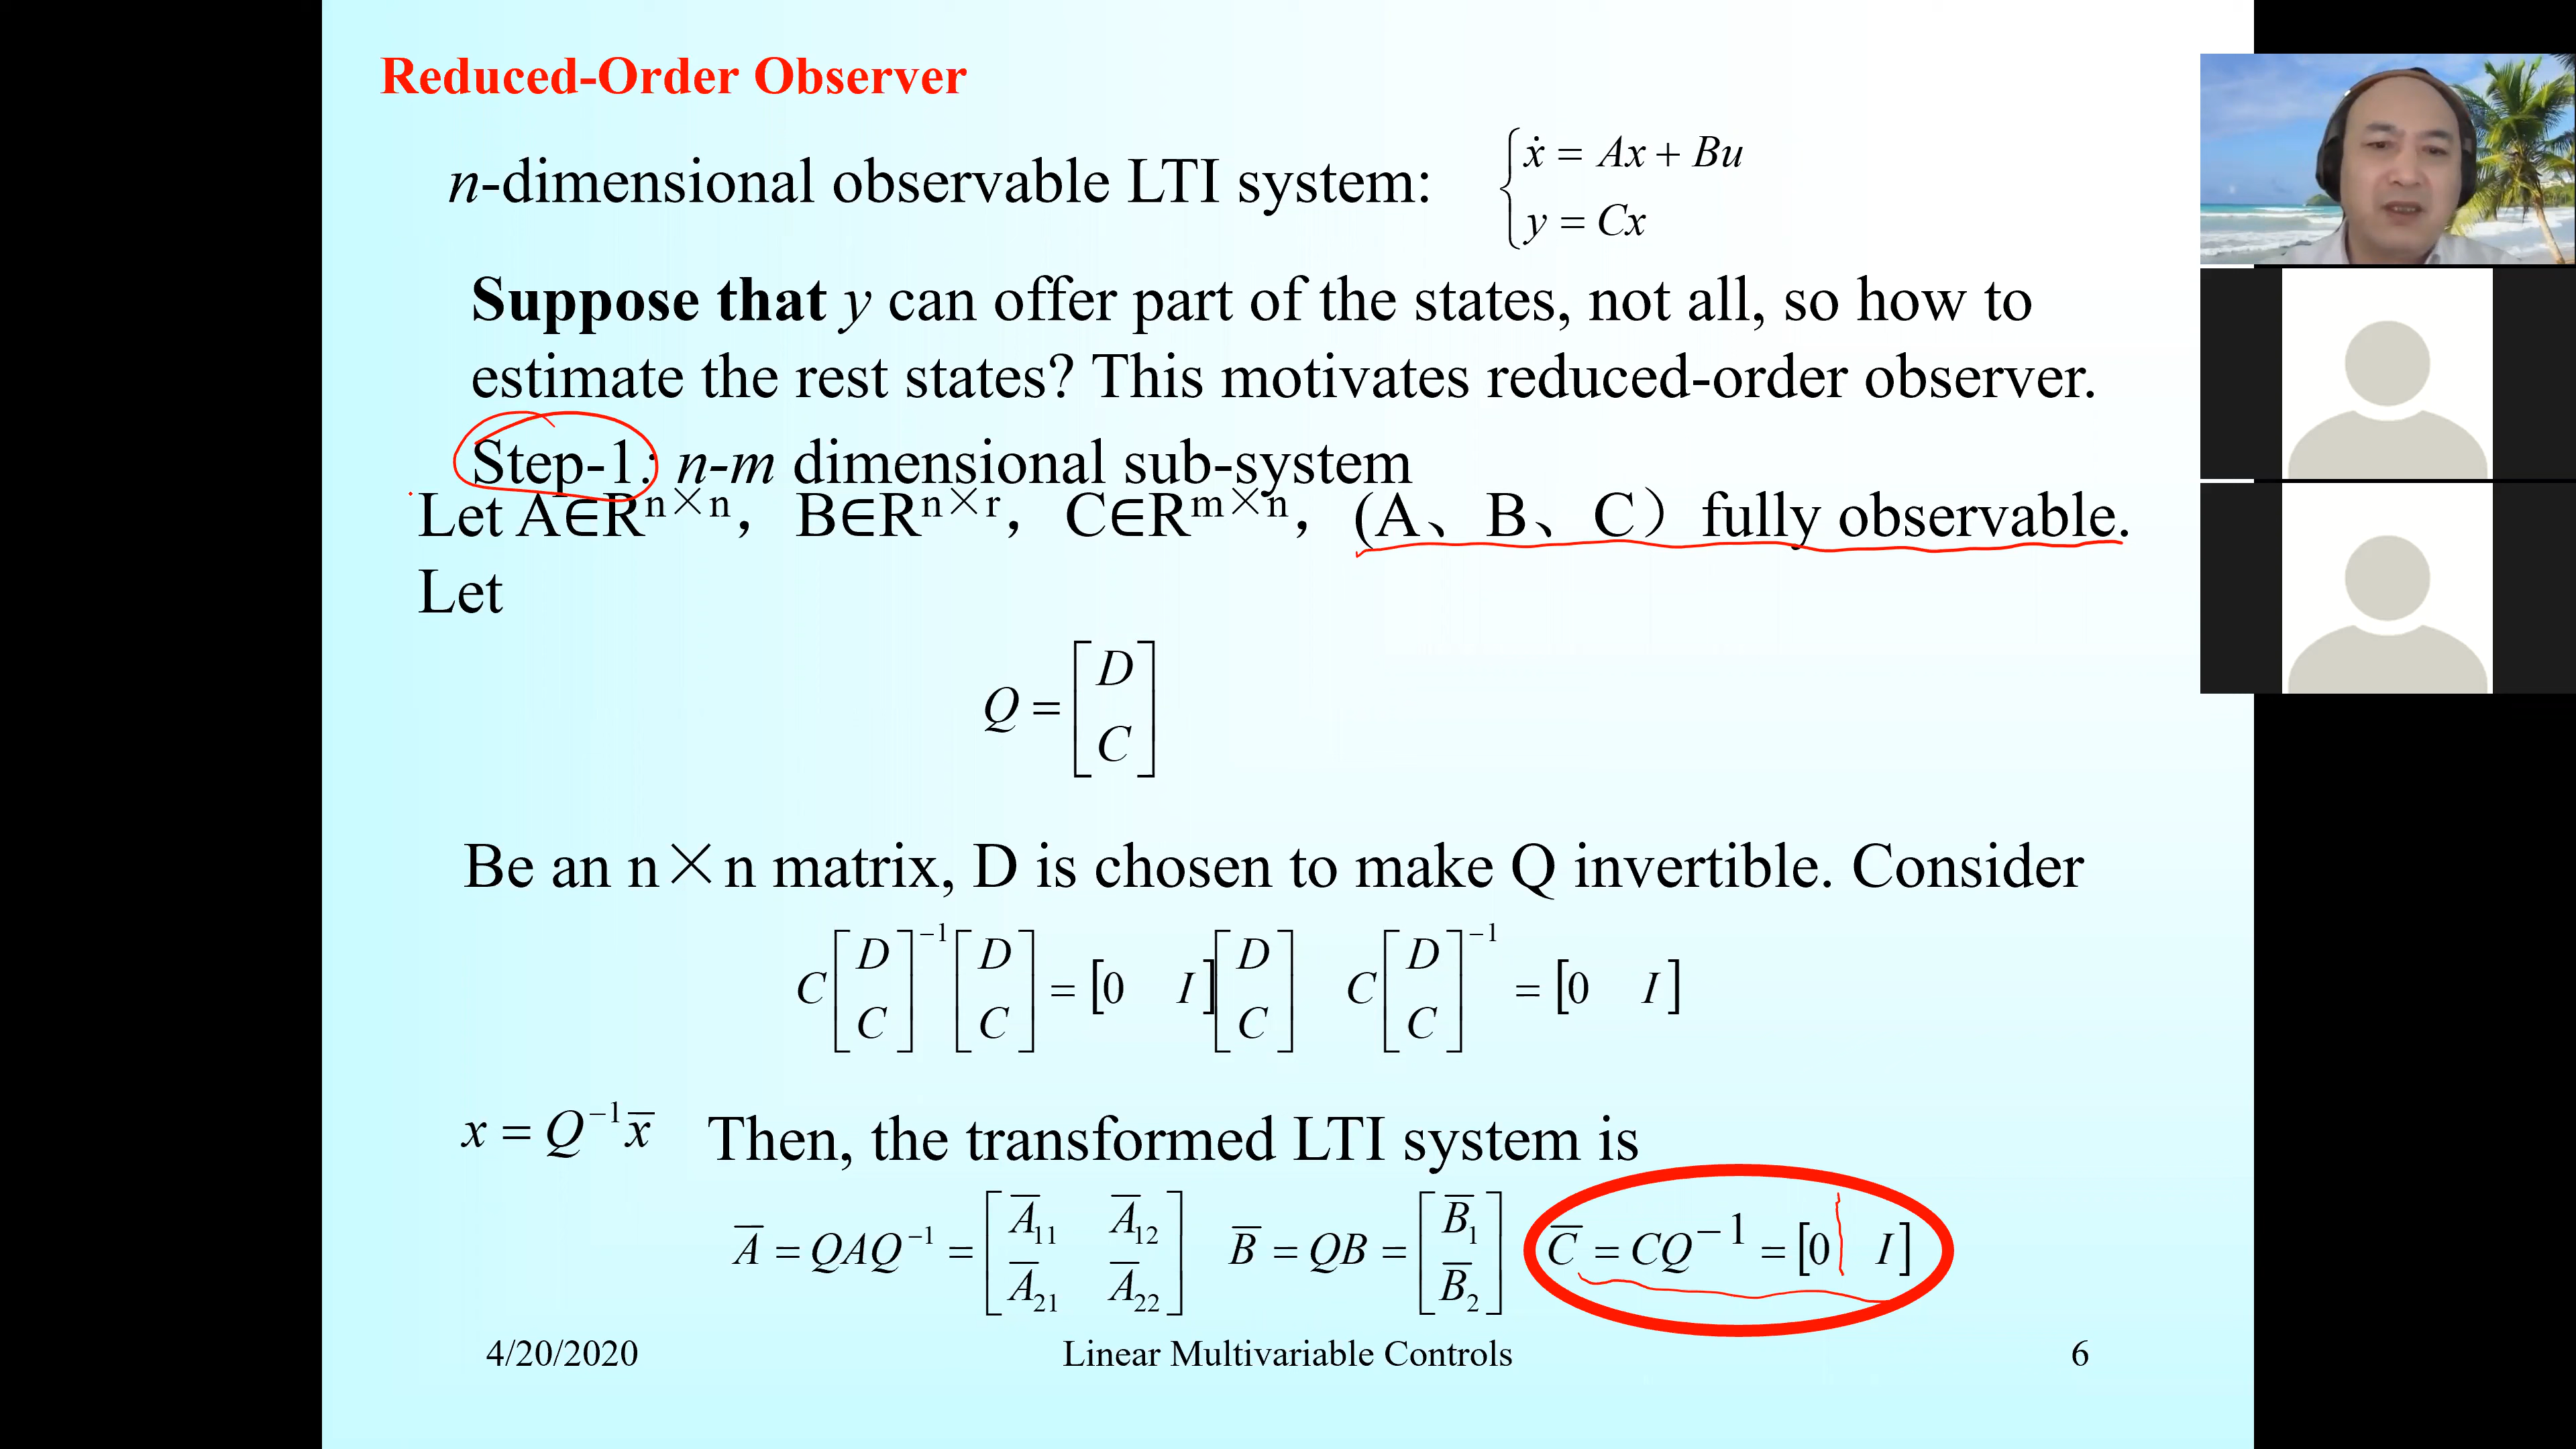 Reduced-Order Observer
n-dimensional observable LTI system: { ẋ = Ax + Bu
y = Cx
Suppose that y can offer part of the states, not all, so how to
estimate the rest states? This motivates reduced-order observer.
Step-1: n-m dimensional sub-system
Let A∈Rⁿ˟ⁿ, B∈Rⁿ˟ʳ, C∈Rᵐ˟ⁿ, (A、B、C）fully observable.
Let
Q = [D
C]
Be an n×n matrix, D is chosen to make Q invertible. Consider
C [D C]⁻¹ [D C] = [0 I] [D C] C [D C]⁻¹ = [0 I]
x = Q⁻¹x̅ Then, the transformed LTI system is
A̅ = QAQ⁻¹ = [A̅₁₁ A̅₁₂ A̅₂₁ A̅₂₂] B̅ = QB = [B̅₁ B̅₂] C̅ = CQ⁻¹ = [0 I]
4/20/2020 Linear Multivariable Controls 6